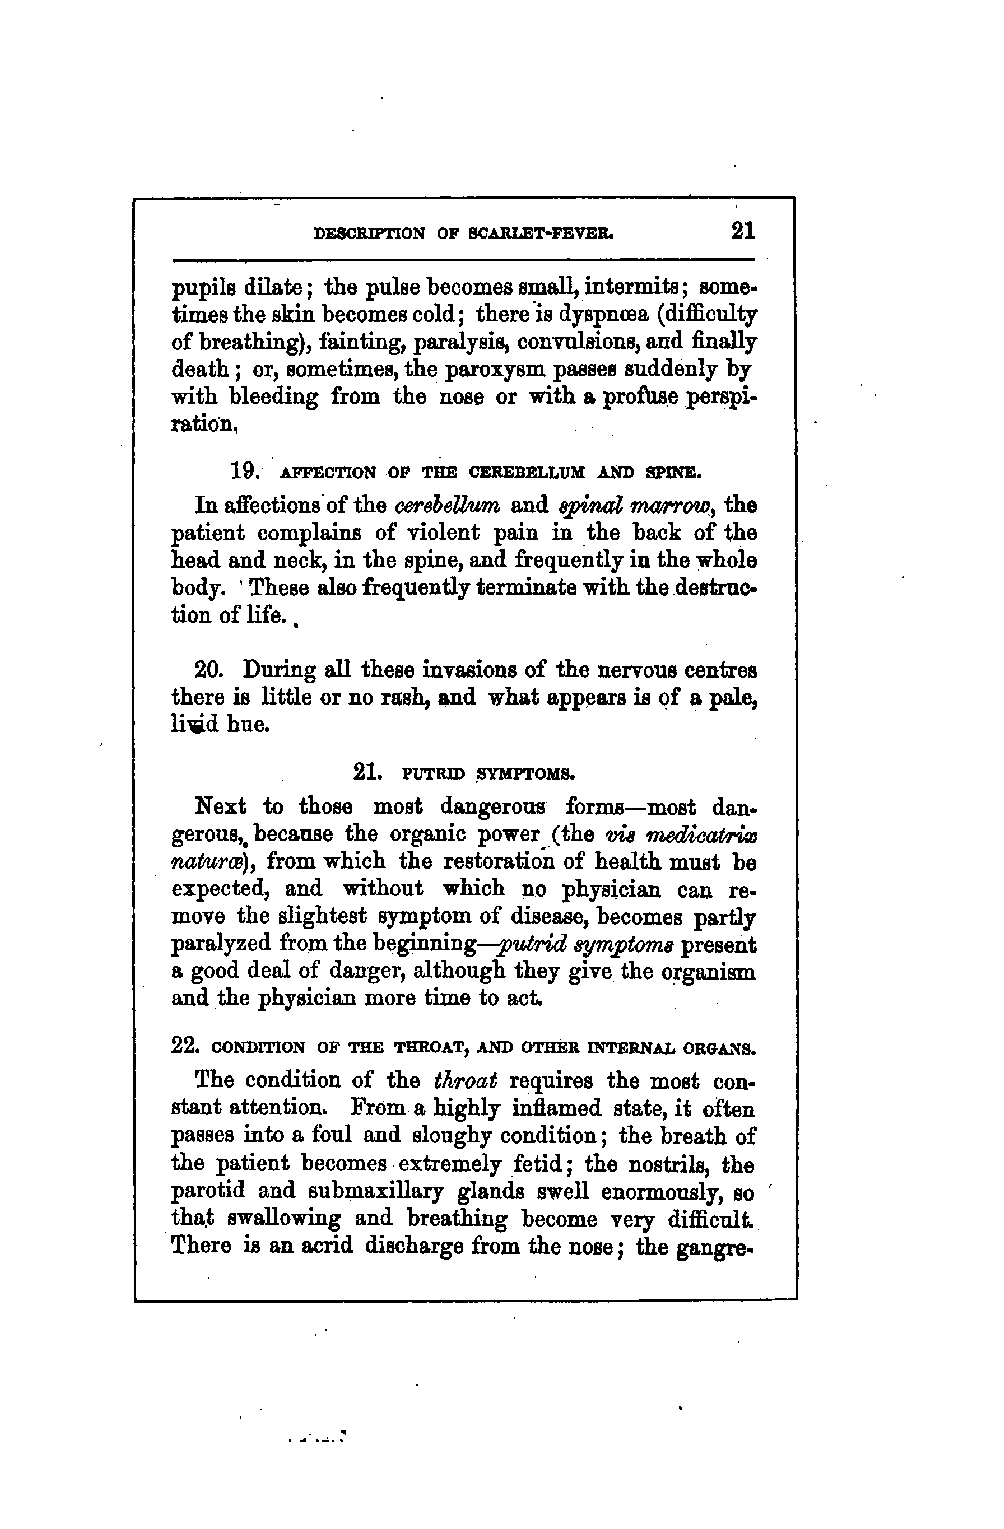 DESCRIPTION OF SCARLET-FEVER. 21
pupils dilate; the pulse becomes small, intermits; some-
times the skin becomes cold; there is dyspnœa (difficulty
of breathing), fainting, paralysis, convulsions, and finally
death; or, sometimes, the paroxysm passes suddenly by
with bleeding from the nose or with a profuse perspi-
ration,
19. AFFECTION OF THE CEREBELLUM AND SPINE.
In affections of the cerebellum and spinal marrow, the
patient complains of violent pain in the back of the
head and neck, in the spine, and frequently in the whole
body. These also frequently terminate with the destruc-
tion of life.
20. During all these invasions of the nervous centres
there is little or no rash, and what appears is of a pale,
livid hue.
21. PUTRID SYMPTOMS.
Next to those most dangerous forms—most dan-
gerous, because the organic power (the vis medicatrix
naturæ), from which the restoration of health must be
expected, and without which no physician can re-
move the slightest symptom of disease, becomes partly
paralyzed from the beginning—putrid symptoms present
a good deal of danger, although they give the organism
and the physician more time to act.
22. CONDITION OF THE THROAT, AND OTHER INTERNAL ORGANS.
The condition of the throat requires the most con-
stant attention. From a highly inflamed state, it often
passes into a foul and sloughy condition; the breath of
the patient becomes extremely fetid; the nostrils, the
parotid and submaxillary glands swell enormously, so
that swallowing and breathing become very difficult.
There is an acrid discharge from the nose; the gangre-